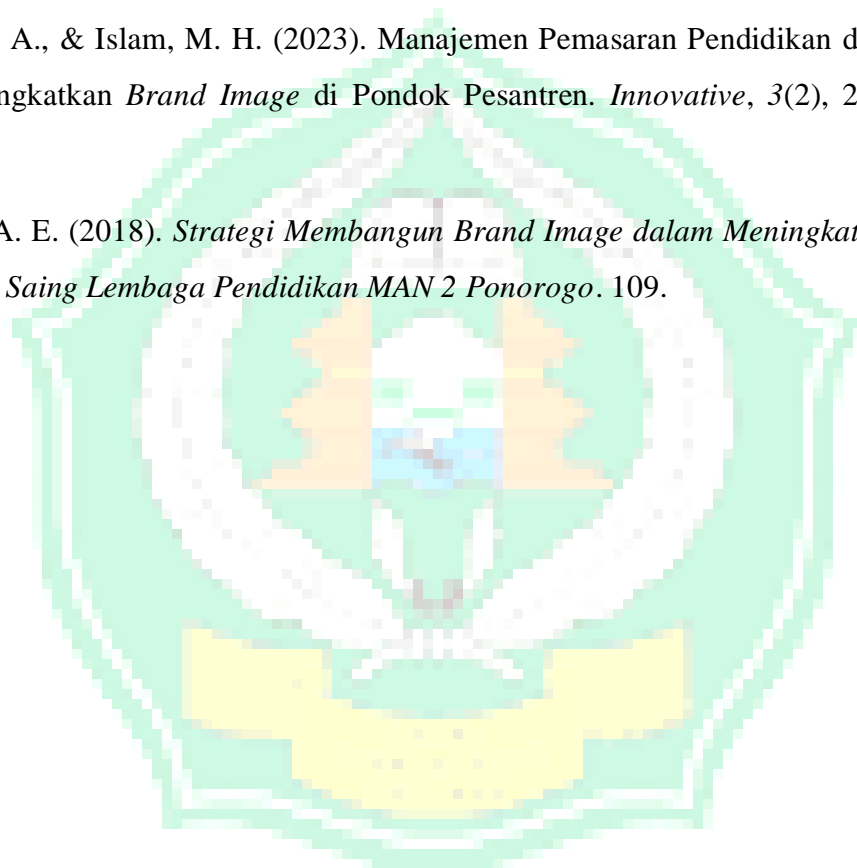 A., & Islam, M. H. (2023). Manajemen Pemasaran Pendidikan d
ngkatkan Brand Image di Pondok Pesantren. Innovative, 3(2), 2
A. E. (2018). Strategi Membangun Brand Image dalam Meningkat
Saing Lembaga Pendidikan MAN 2 Ponorogo. 109.